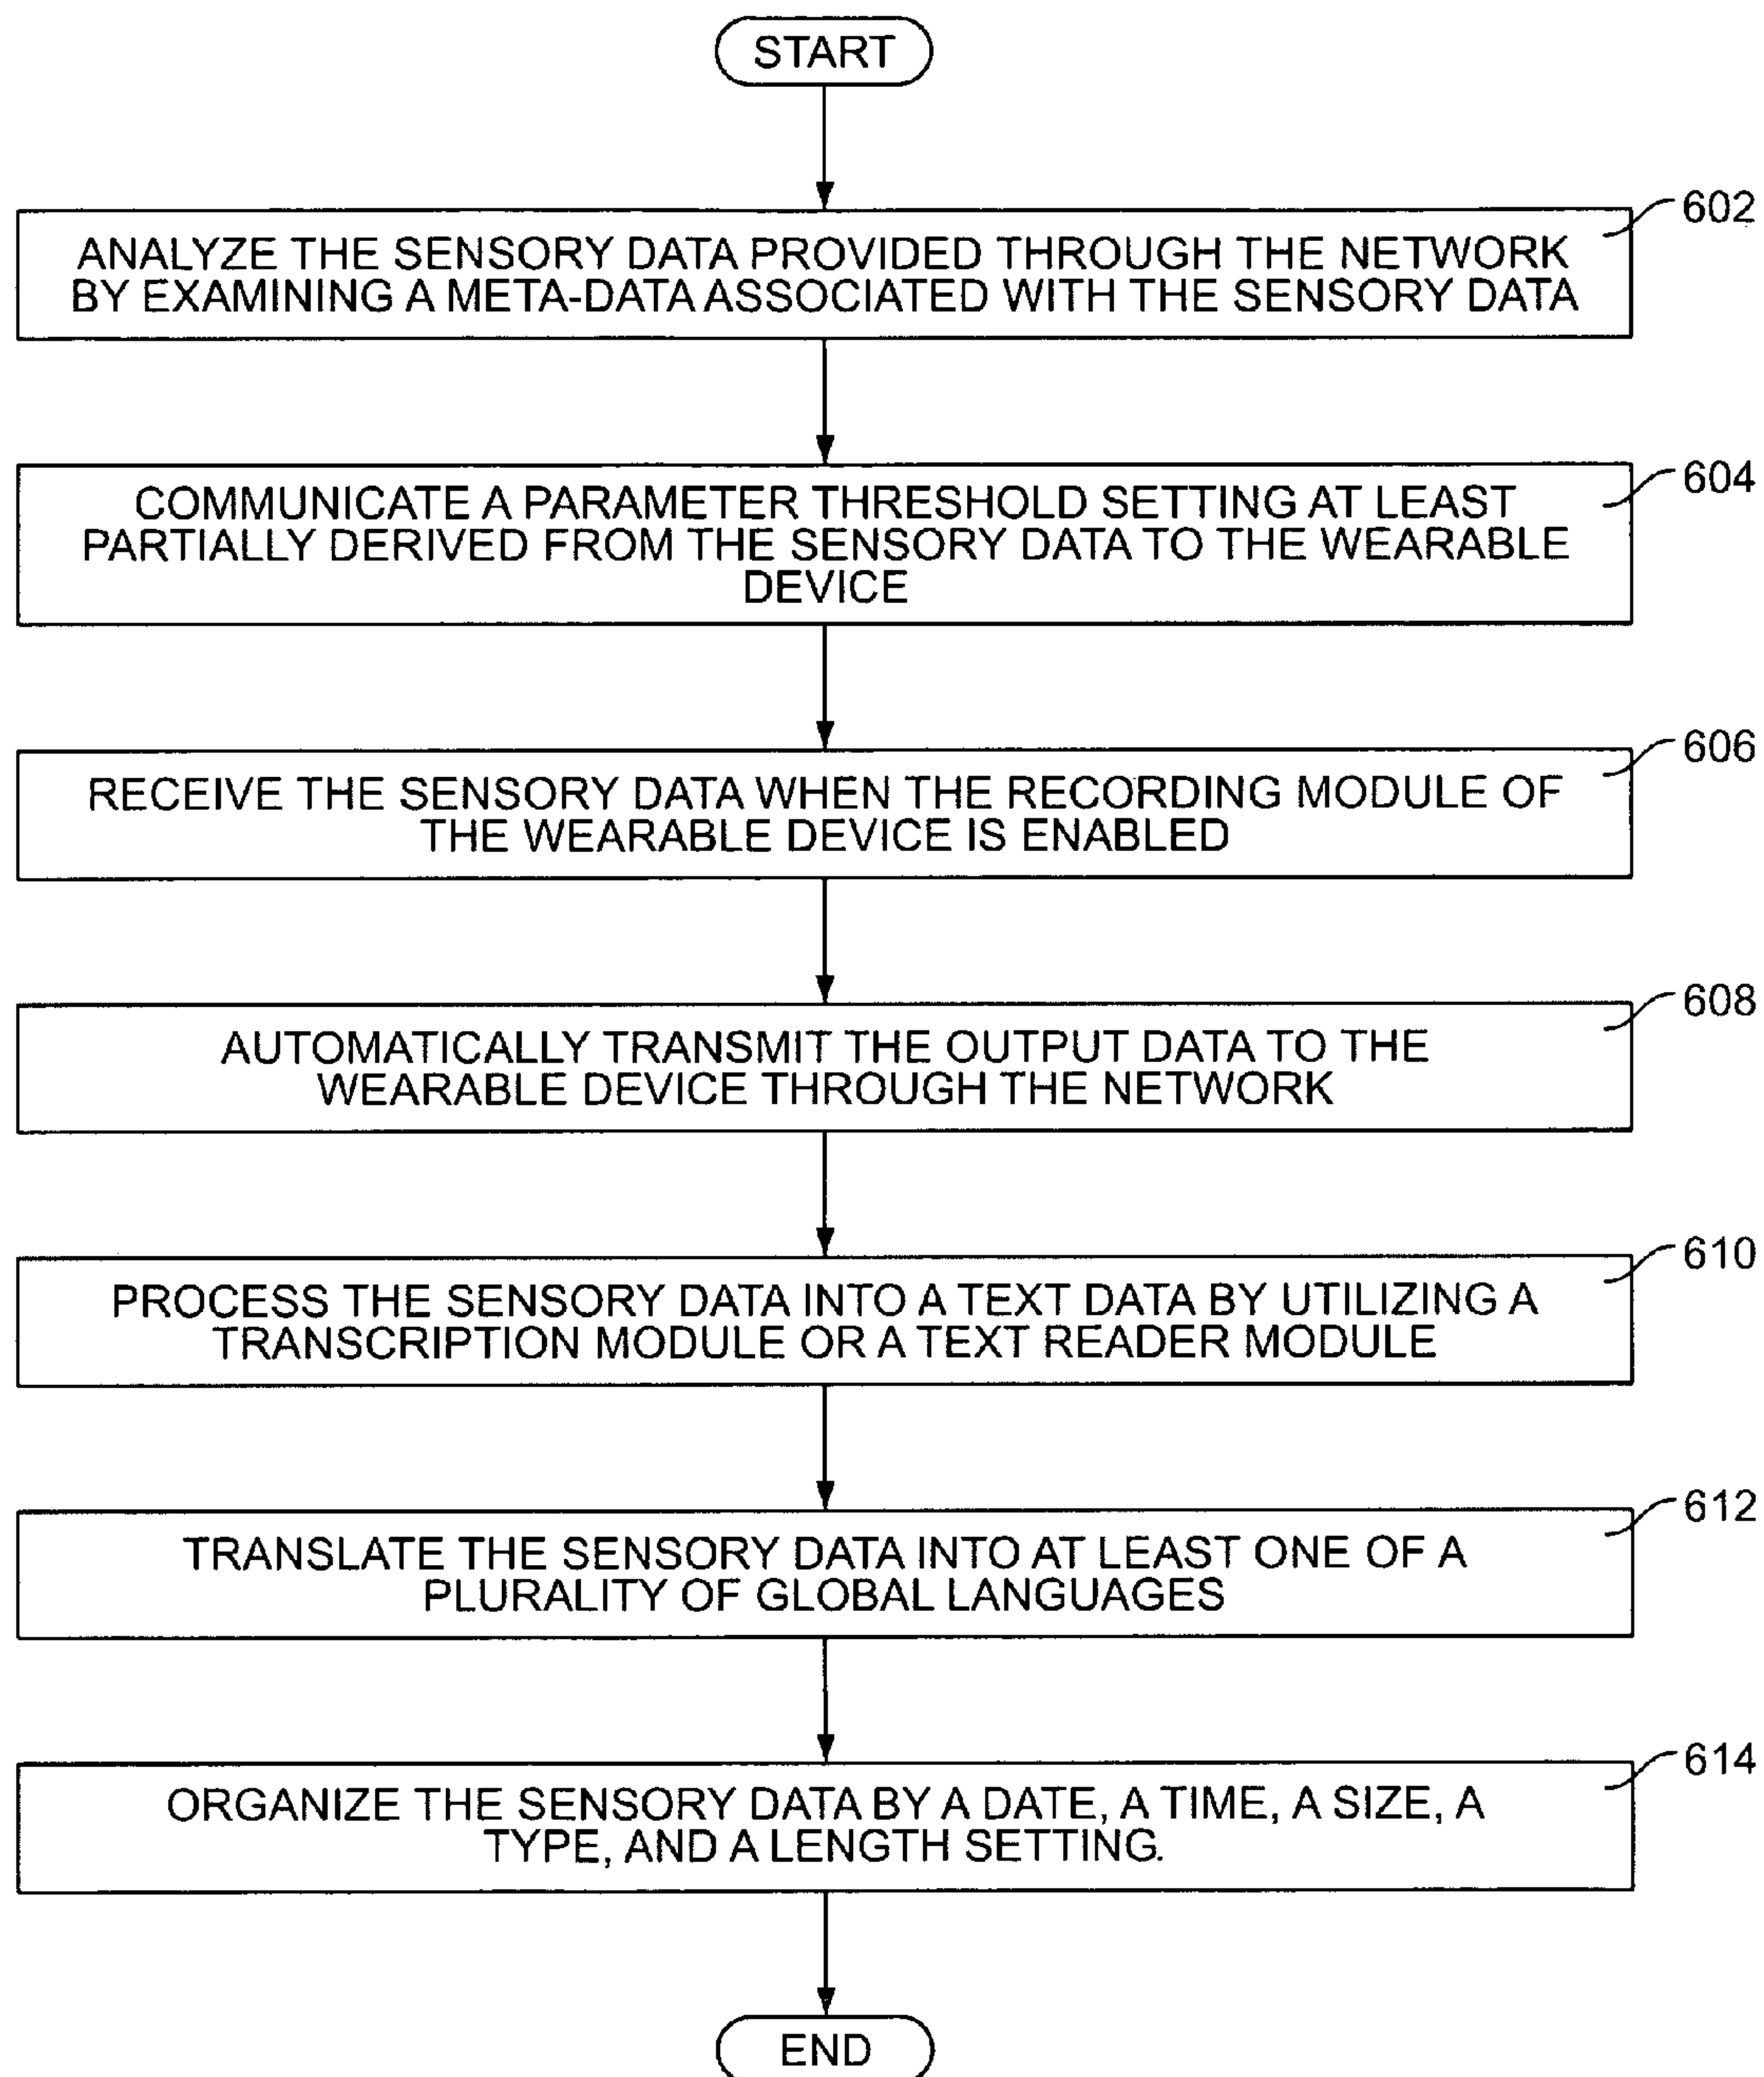 START
602
ANALYZE THE SENSORY DATA PROVIDED THROUGH THE NETWORK
BY EXAMINING A META-DATA ASSOCIATED WITH THE SENSORY DATA
604
COMMUNICATE A PARAMETER THRESHOLD SETTING AT LEAST
PARTIALLY DERIVED FROM THE SENSORY DATA TO THE WEARABLE
DEVICE
606
RECEIVE THE SENSORY DATA WHEN THE RECORDING MODULE OF
THE WEARABLE DEVICE IS ENABLED
608
AUTOMATICALLY TRANSMIT THE OUTPUT DATA TO THE
WEARABLE DEVICE THROUGH THE NETWORK
610
PROCESS THE SENSORY DATA INTO A TEXT DATA BY UTILIZING A
TRANSCRIPTION MODULE OR A TEXT READER MODULE
612
TRANSLATE THE SENSORY DATA INTO AT LEAST ONE OF A
PLURALITY OF GLOBAL LANGUAGES
614
ORGANIZE THE SENSORY DATA BY A DATE, A TIME, A SIZE, A
TYPE, AND A LENGTH SETTING.
END